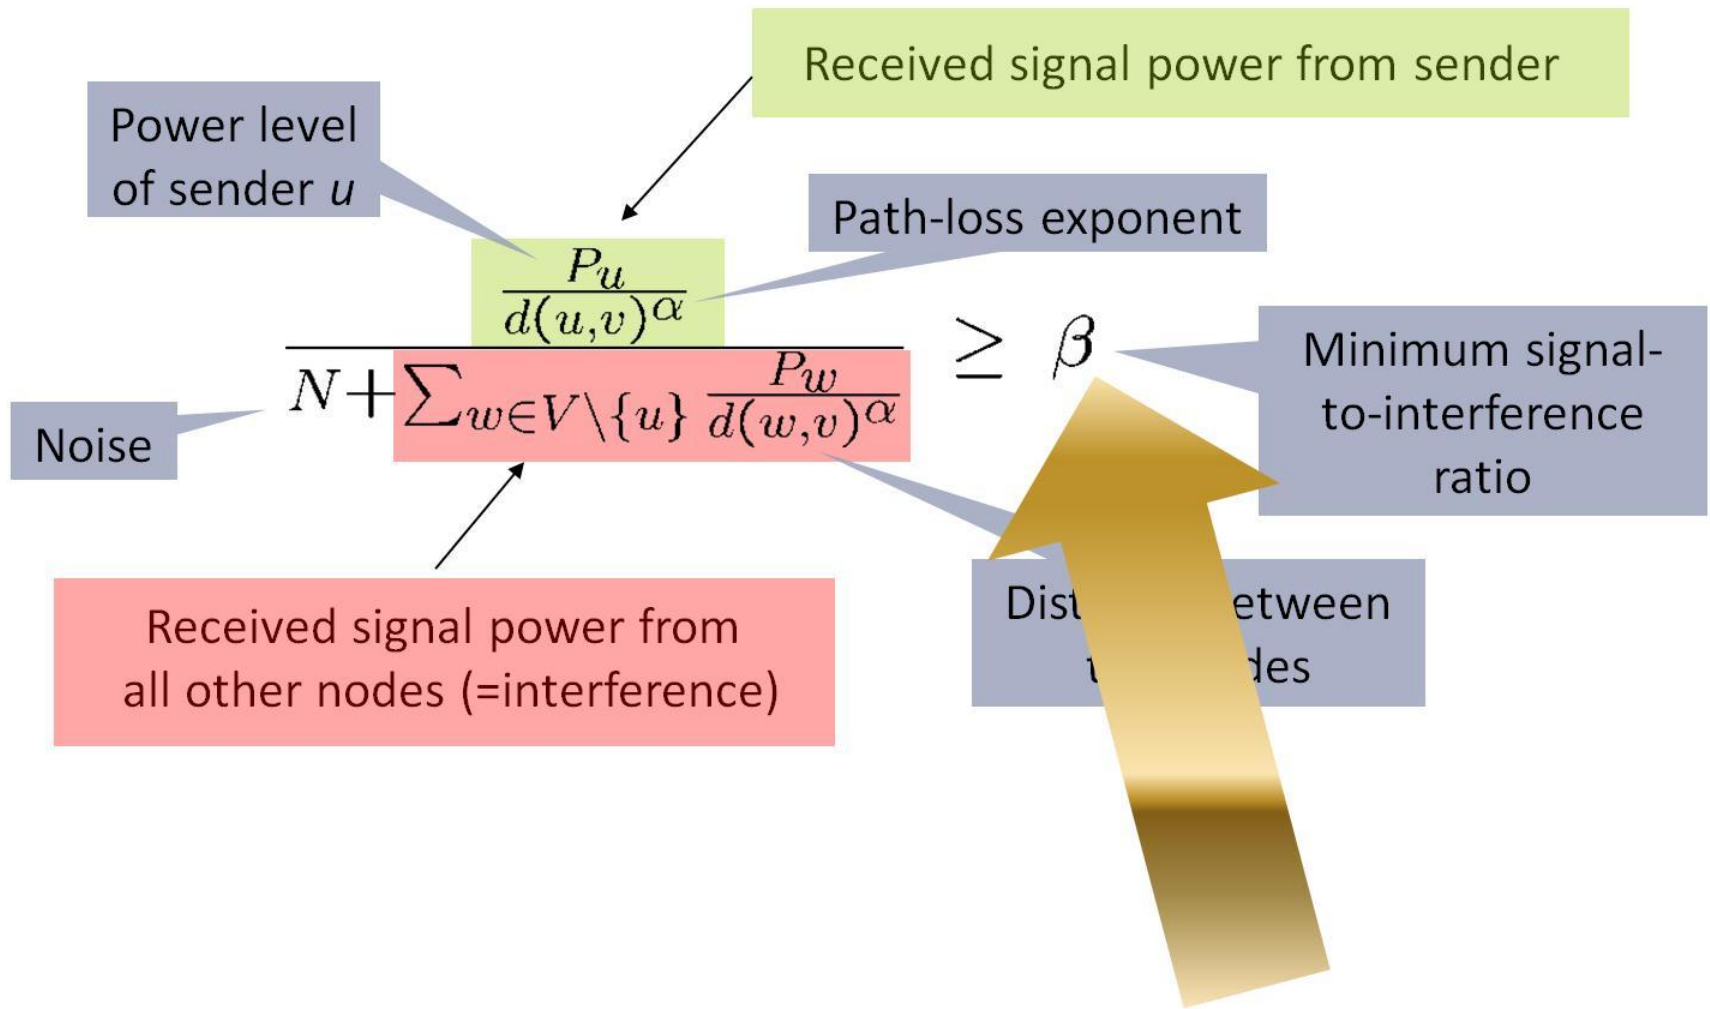 Received signal power from sender
Power level
of sender u
Path-loss exponent
P_u
d(u,v)^α
N+∑_{w∈V\{u}} P_w
d(w,v)^α
≥ β
Minimum signal-
to-interference
ratio
Noise
Received signal power from
all other nodes (=interference)